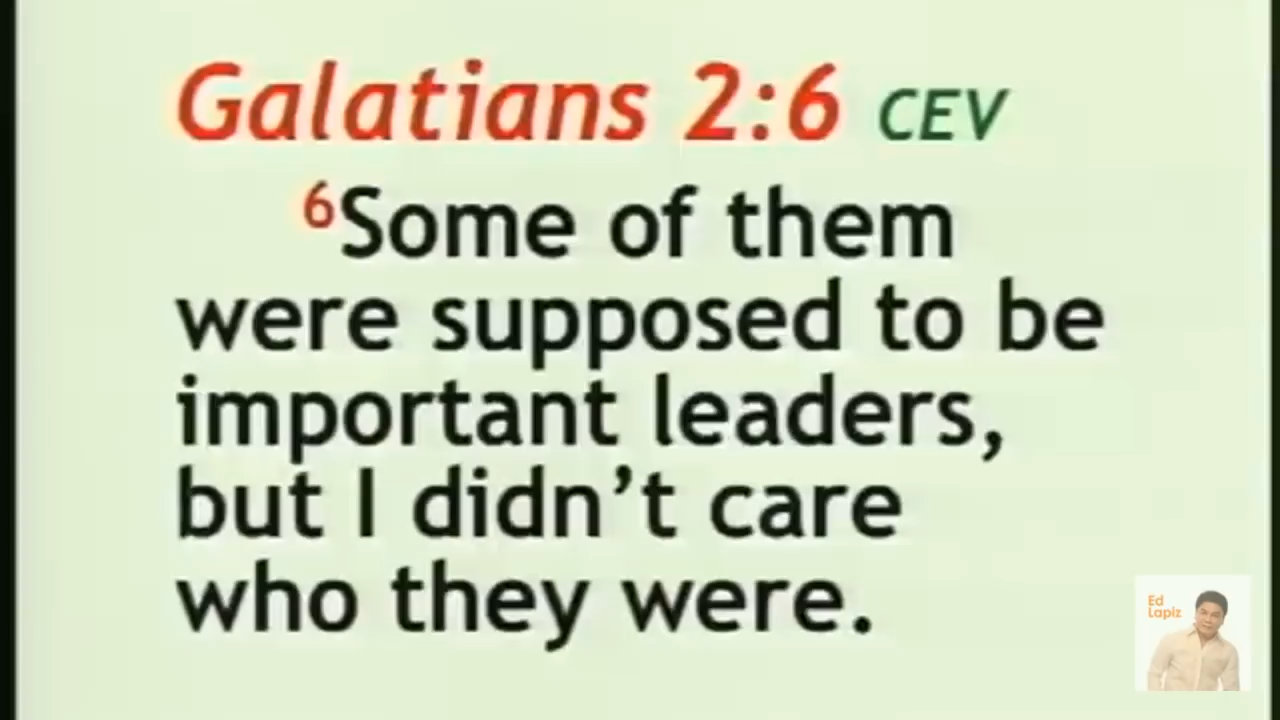 Galatians 2:6 CEV
6Some of them
were supposed to be
important leaders,
but I didn’t care
who they were.
Ed
Lapiz